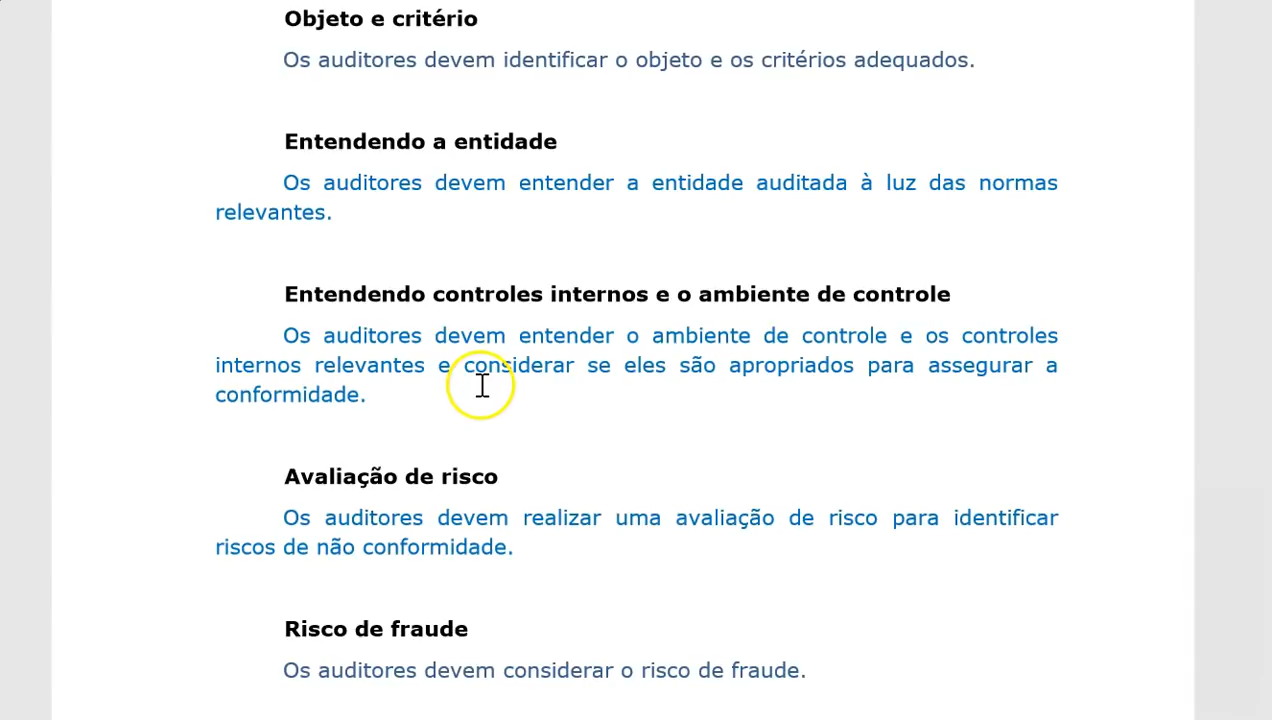 Objeto e critério
Os auditores devem identificar o objeto e os critérios adequados.
Entendendo a entidade
Os auditores devem entender a entidade auditada à luz das normas
relevantes.
Entendendo controles internos e o ambiente de controle
Os auditores devem entender o ambiente de controle e os controles
internos relevantes e considerar se eles são apropriados para assegurar a
conformidade.
Avaliação de risco
Os auditores devem realizar uma avaliação de risco para identificar
riscos de não conformidade.
Risco de fraude
Os auditores devem considerar o risco de fraude.